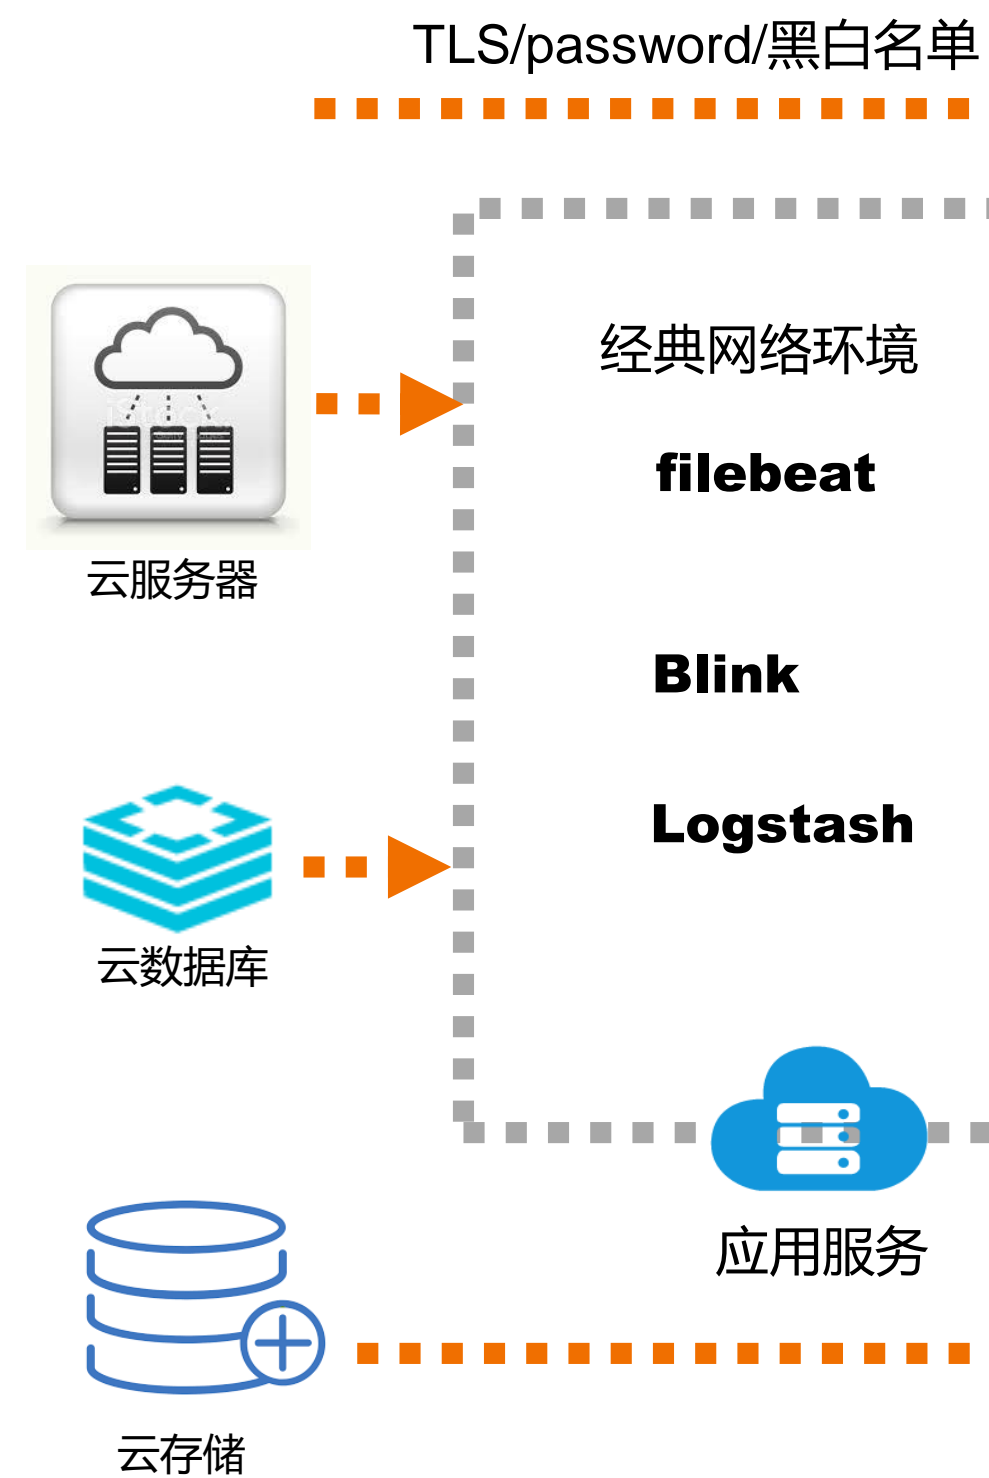 TLS/password/黑白名单
经典网络环境
filebeat
云服务器
Blink
Logstash
云数据库
应用服务
云存储